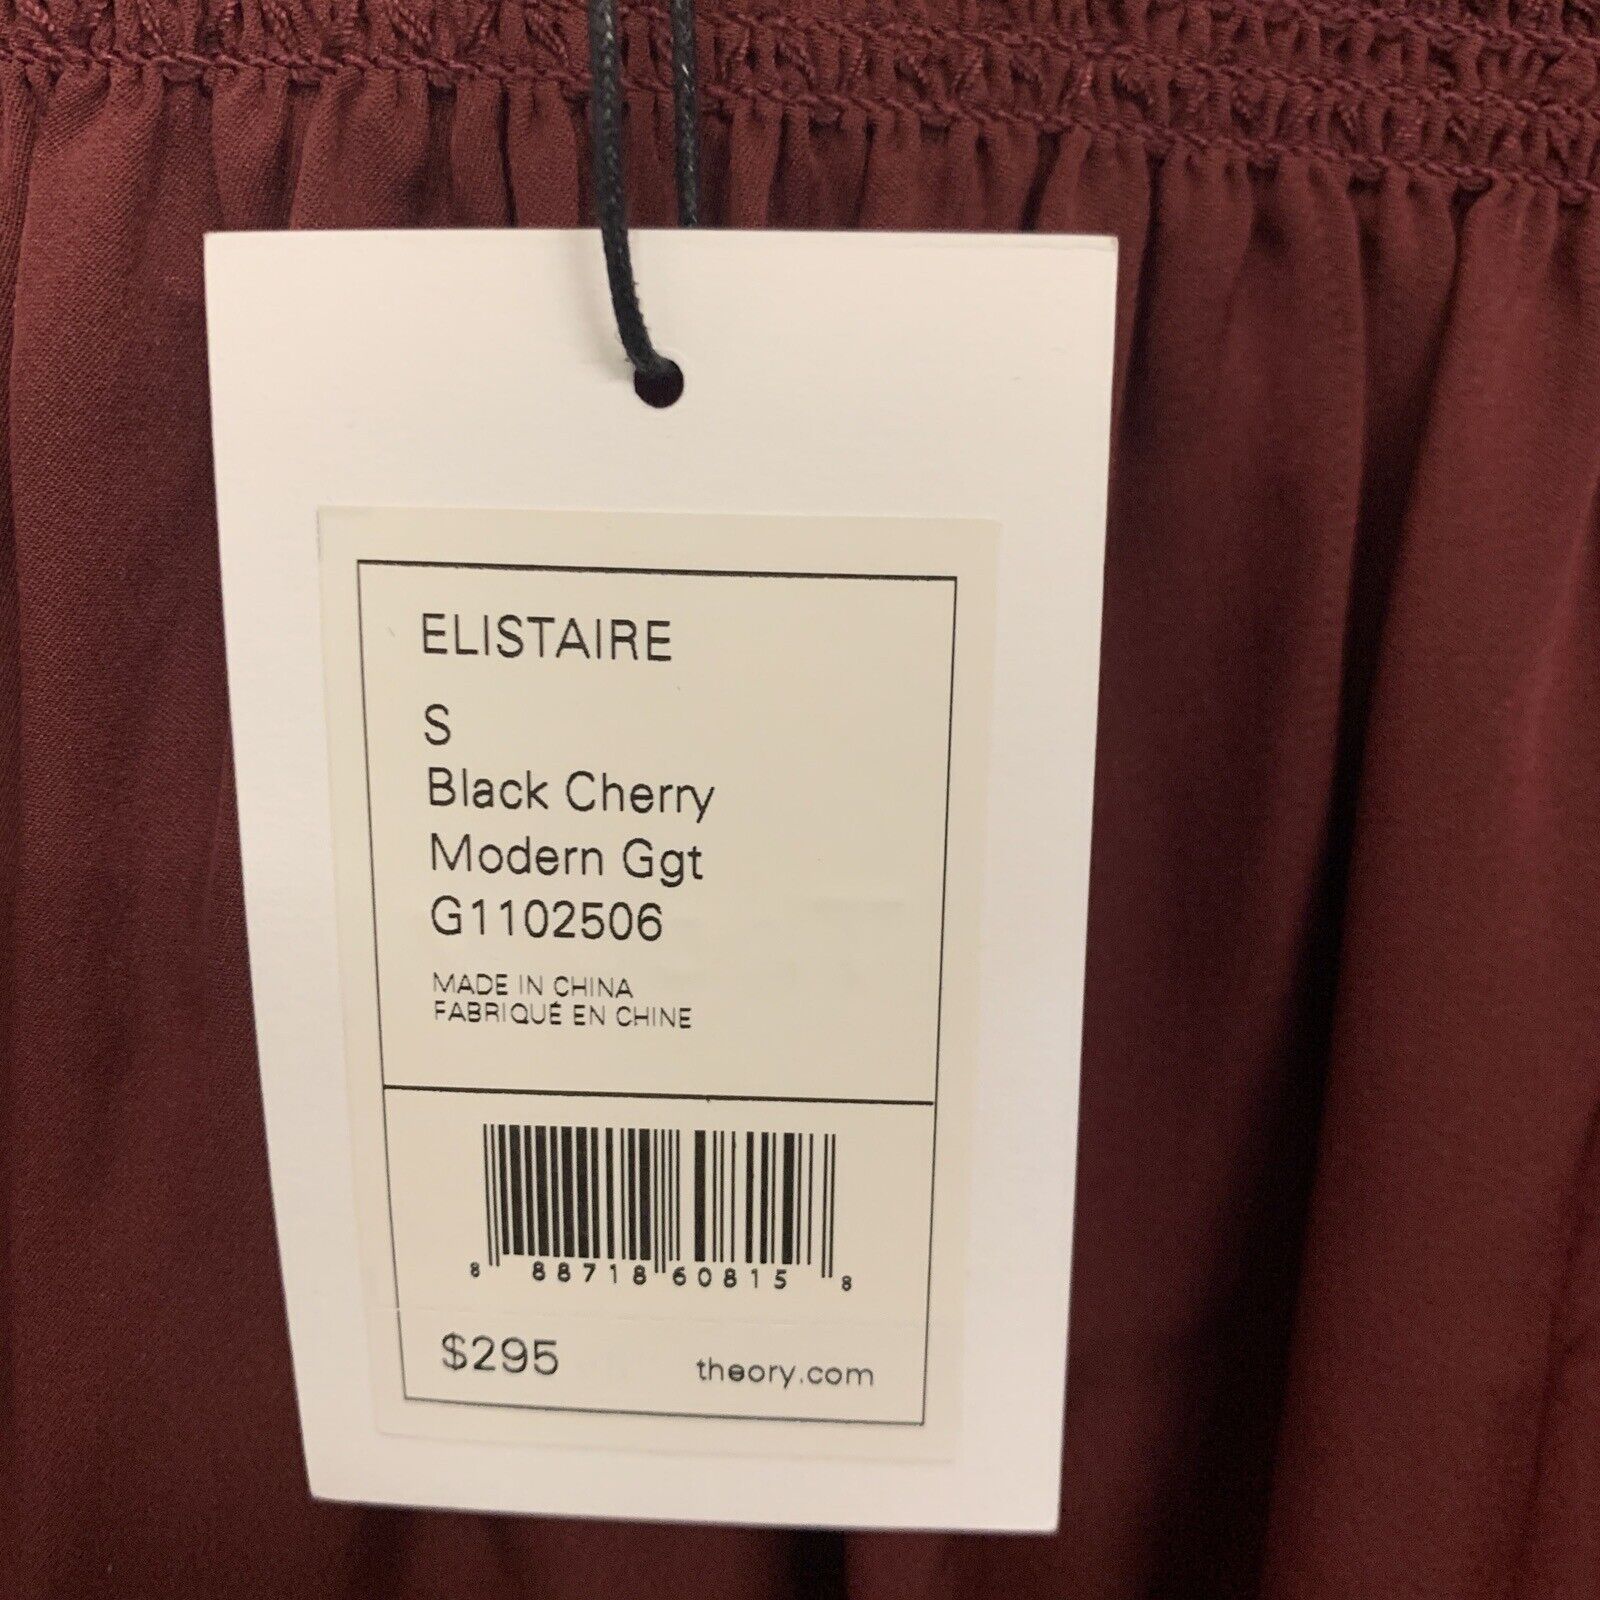 ELISTAIRE
S
Black Cherry
Modern Ggt
G1102506
MADE IN CHINA
FABRIQUÉ EN CHINE
8 88718 60815 8
$295 theory.com